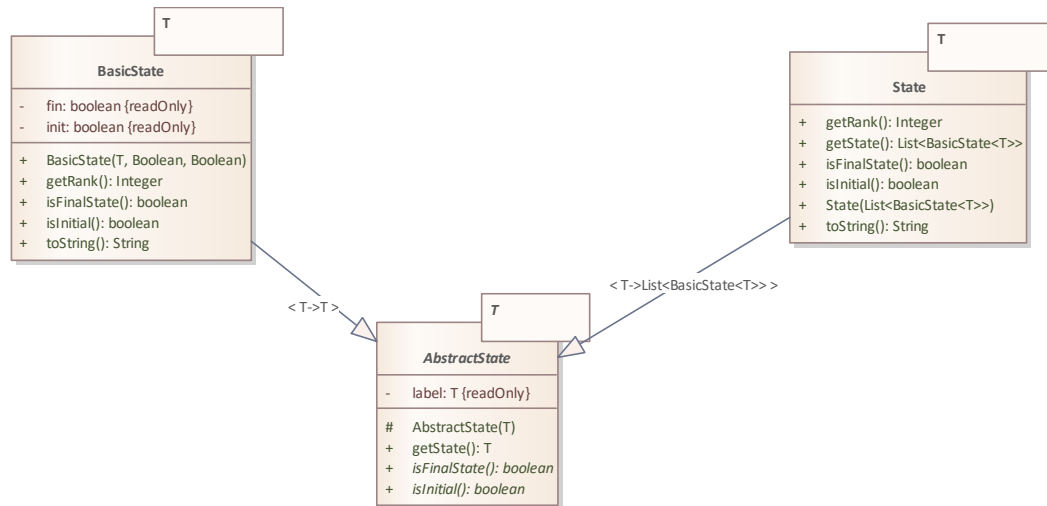 T
BasicState
- fin: boolean {readOnly}
- init: boolean {readOnly}
+ BasicState(T, Boolean, Boolean)
+ getRank(): Integer
+ isFinalState(): boolean
+ isInitial(): boolean
+ toString(): String
T
State
+ getRank(): Integer
+ getState(): List<BasicState<T>>
+ isFinalState(): boolean
+ isInitial(): boolean
+ State(List<BasicState<T>>)
+ toString(): String
< T->T >
< T->List<BasicState<T>> >
T
AbstractState
- label: T {readOnly}
# AbstractState(T)
+ getState(): T
+ isFinalState(): boolean
+ isInitial(): boolean